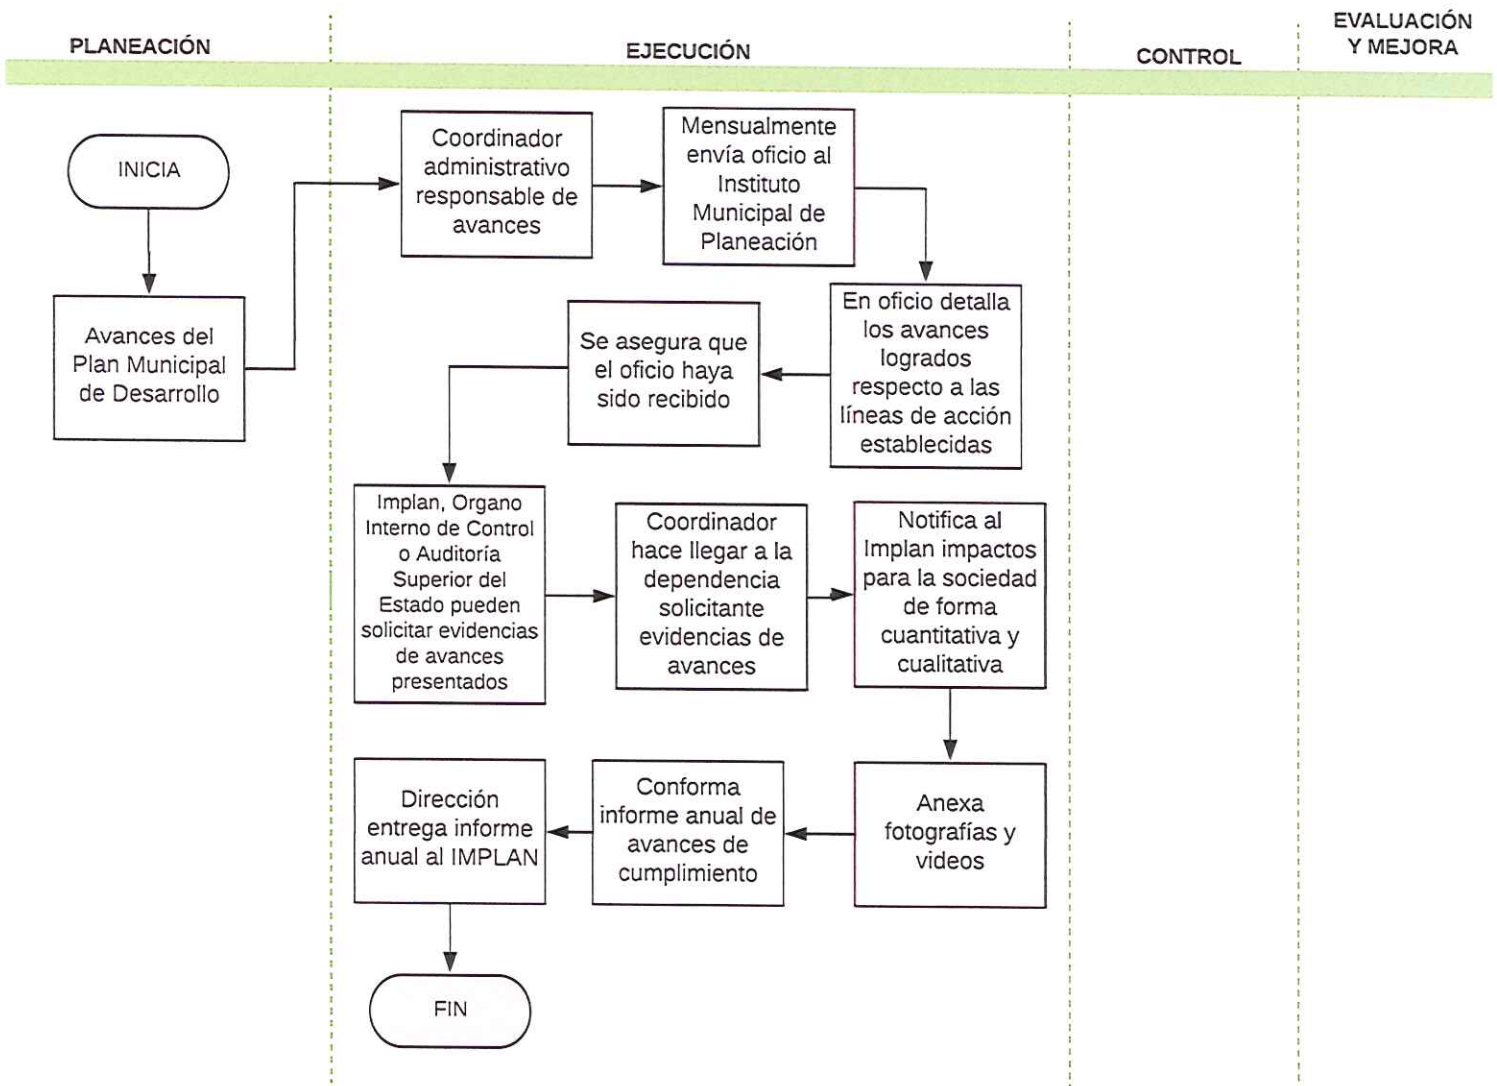 PLANEACIÓN
EJECUCIÓN
CONTROL
EVALUACIÓN
Y MEJORA
INICIA
Avances del
Plan Municipal
de Desarrollo
Coordinador
administrativo
responsable de
avances
Mensualmente
envía oficio al
Instituto
Municipal de
Planeación
En oficio detalla
los avances
logrados
respecto a las
líneas de acción
establecidas
Se asegura que
el oficio haya
sido recibido
Implan, Organo
Interno de Control
o Auditoría
Superior del
Estado pueden
solicitar evidencias
de avances
presentados
Coordinador
hace llegar a la
dependencia
solicitante
evidencias de
avances
Notifica al
Implan impactos
para la sociedad
de forma
cuantitativa y
cualitativa
Anexa
fotografías y
videos
Conforma
informe anual de
avances de
cumplimiento
Dirección
entrega informe
anual al IMPLAN
FIN